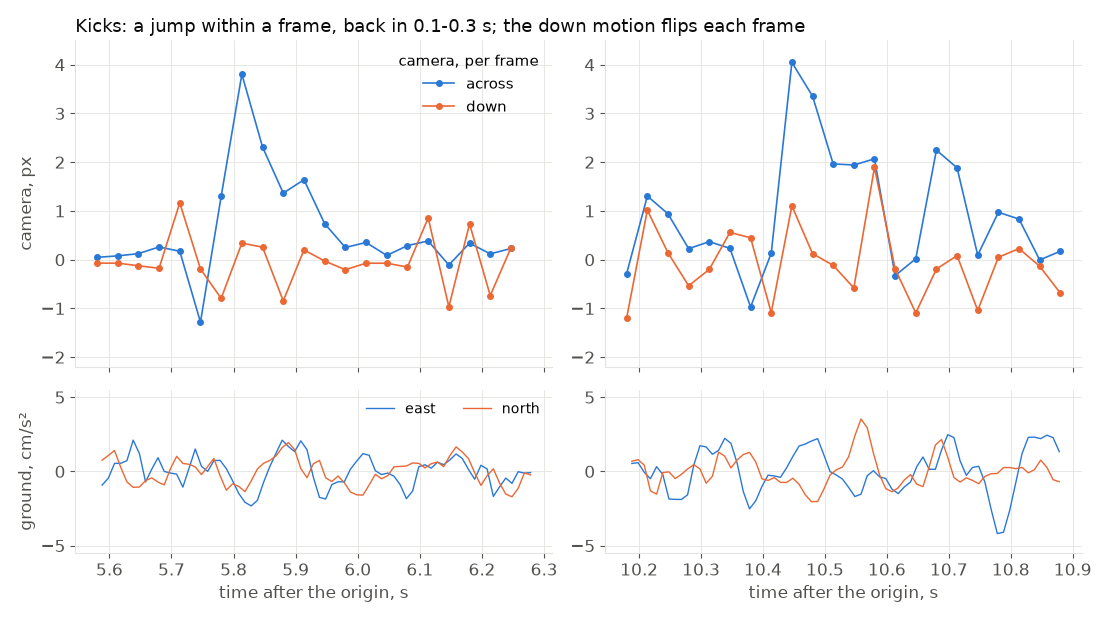 Kicks: a jump within a frame, back in 0.1-0.3 s; the down motion flips each frame
camera, per frame
across
down
camera, px
4
3
2
1
0
−1
−2
4
3
2
1
0
−1
−2
east
north
ground, cm/s²
5
0
−5
5
0
−5
5.6 5.7 5.8 5.9 6.0 6.1 6.2 6.3
10.2 10.3 10.4 10.5 10.6 10.7 10.8 10.9
time after the origin, s
time after the origin, s